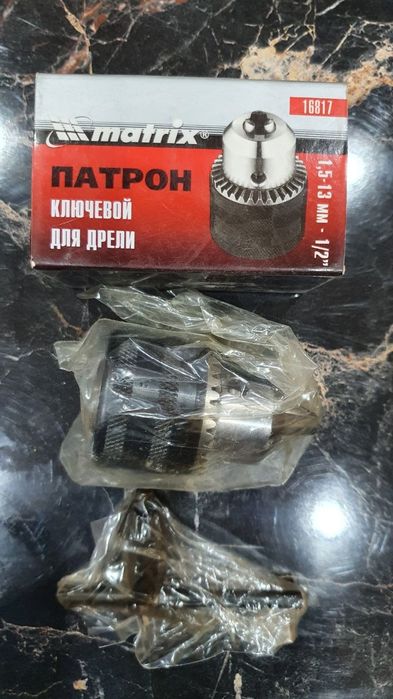 16817
matrix®
ПАТРОН
КЛЮЧЕВОЙ
ДЛЯ ДРЕЛИ
1,5-13 мм - 1/2"